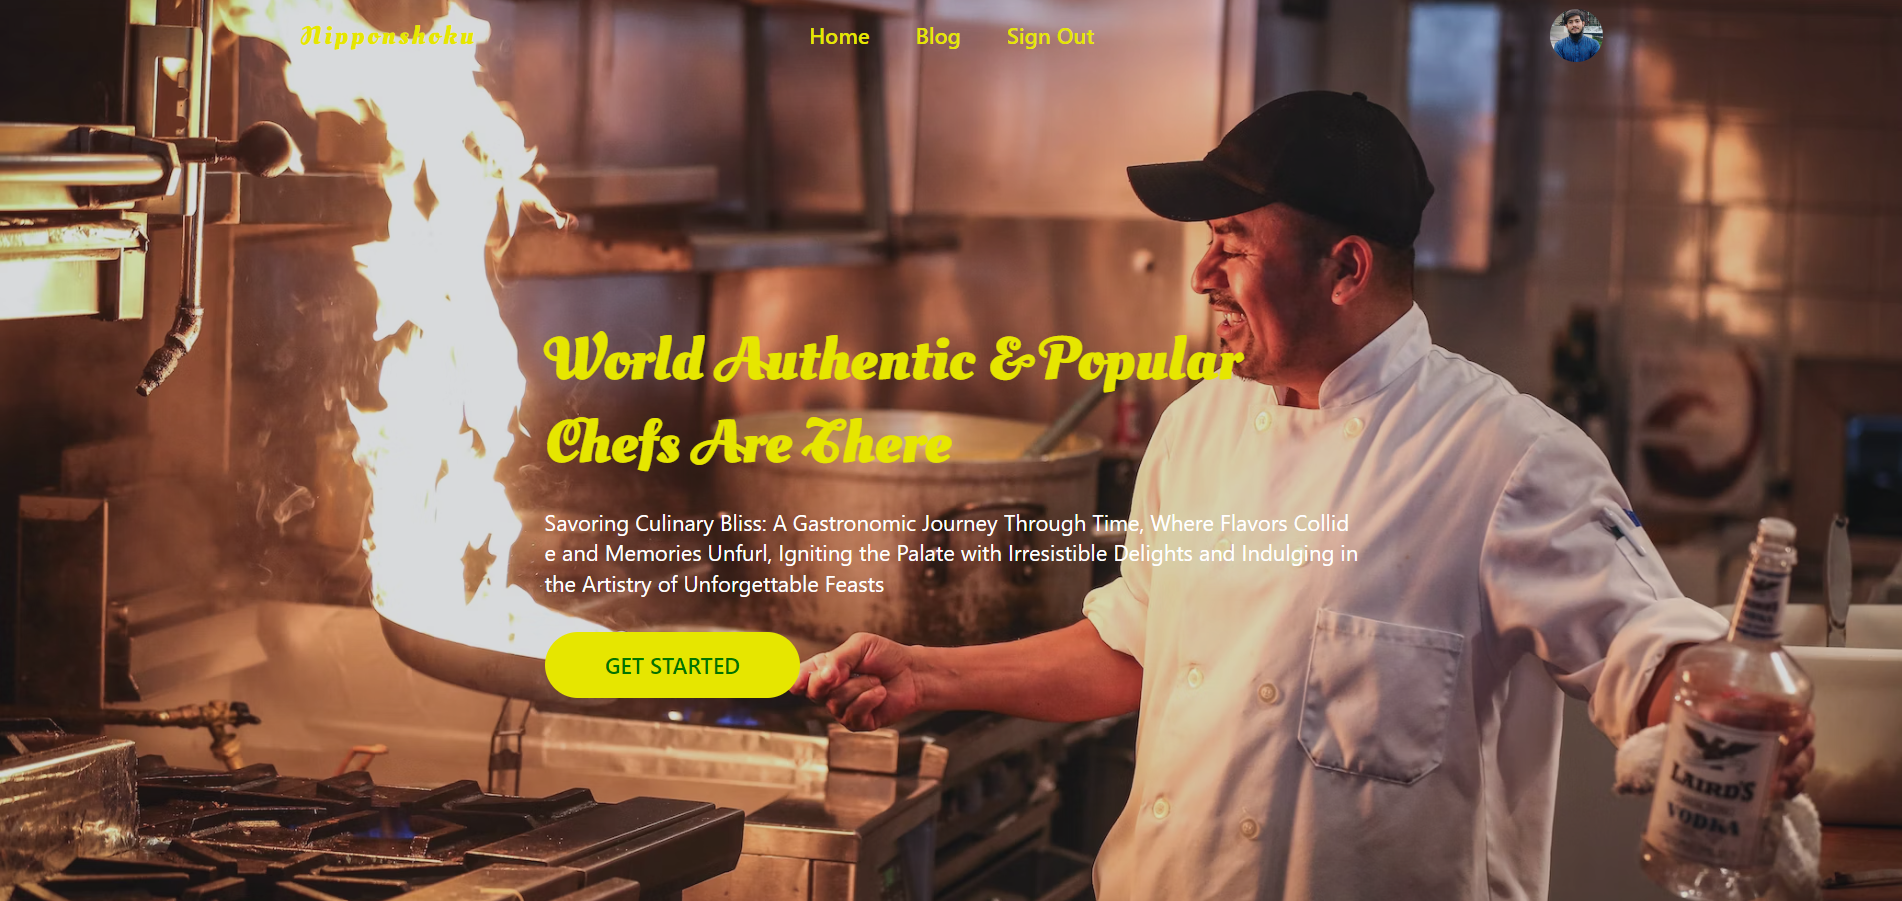 Nipponshoku
Home Blog Sign Out
World Authentic & Popular
Chefs Are There
Savoring Culinary Bliss: A Gastronomic Journey Through Time, Where Flavors Collid
e and Memories Unfurl, Igniting the Palate with Irresistible Delights and Indulging in
the Artistry of Unforgettable Feasts
GET STARTED
LAIRD'S
VODKA